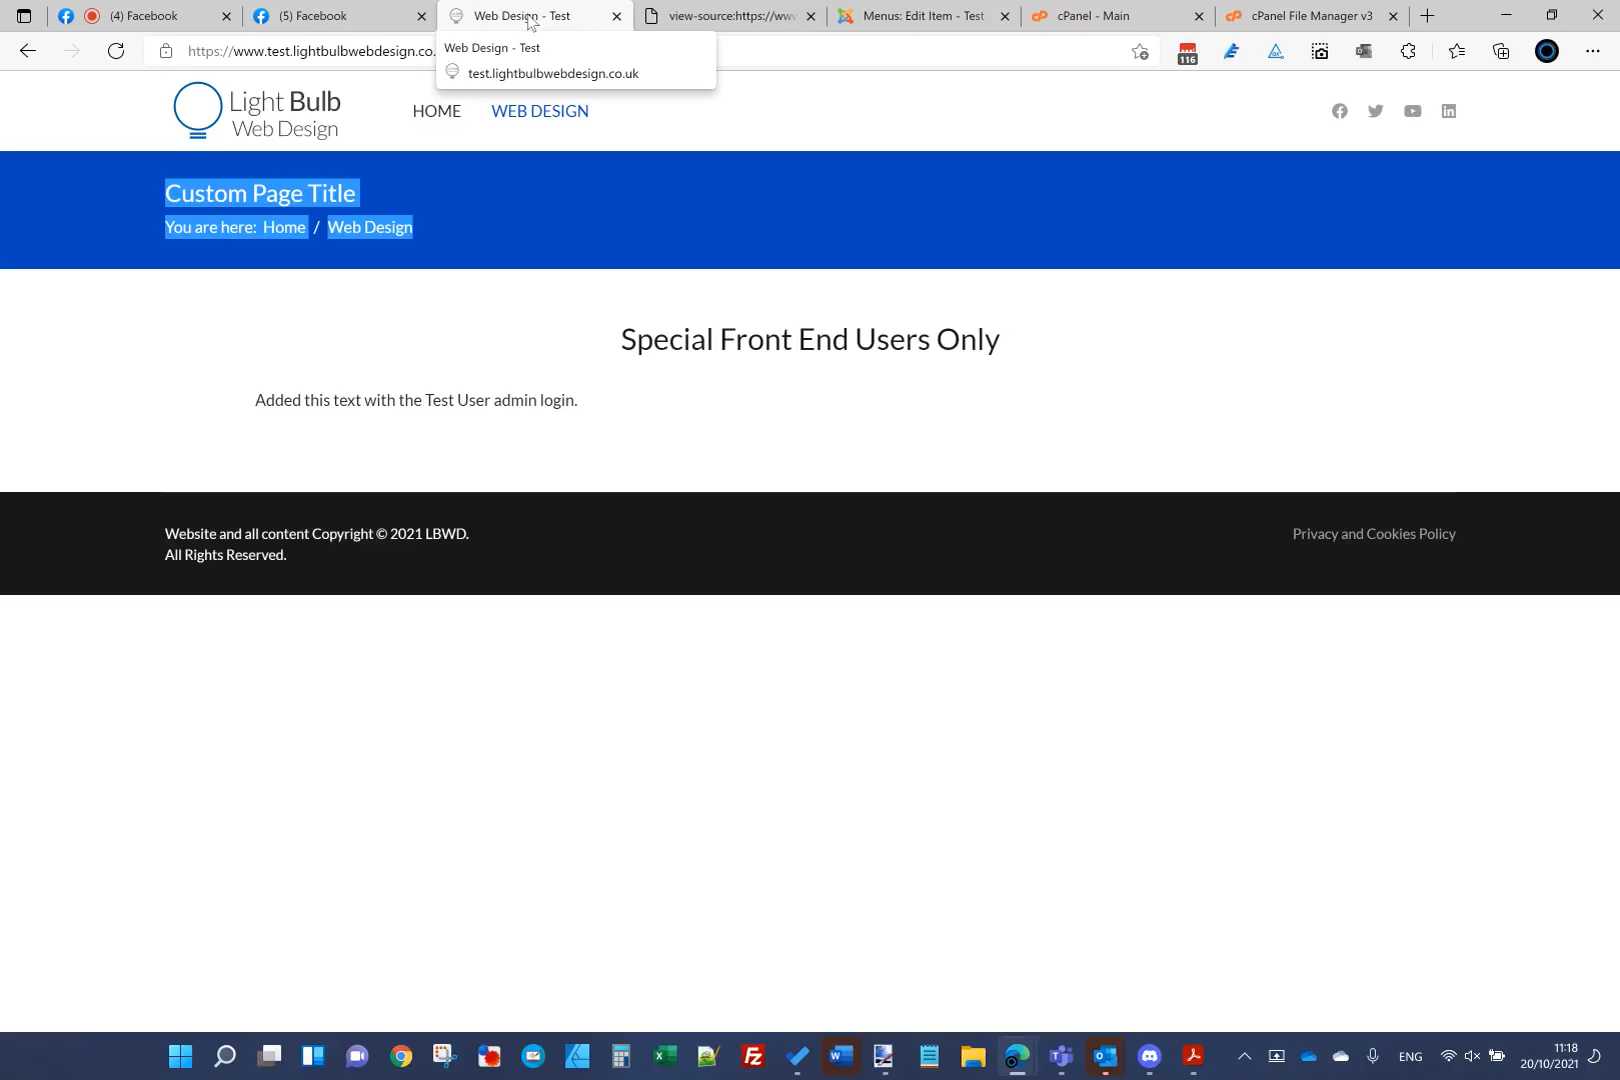 (4) Facebook
(5) Facebook
Web Design - Test
view-source:https://www
Menus: Edit Item - Test
cPanel - Main
cPanel File Manager v3
https://www.test.lightbulbwebdesign.co.
116
Web Design - Test
test.lightbulbwebdesign.co.uk
Light Bulb
Web Design
HOME
WEB DESIGN
Custom Page Title
You are here: Home / Web Design
Special Front End Users Only
Added this text with the Test User admin login.
Website and all content Copyright © 2021 LBWD.
All Rights Reserved.
Privacy and Cookies Policy
ENG
11:18
20/10/2021